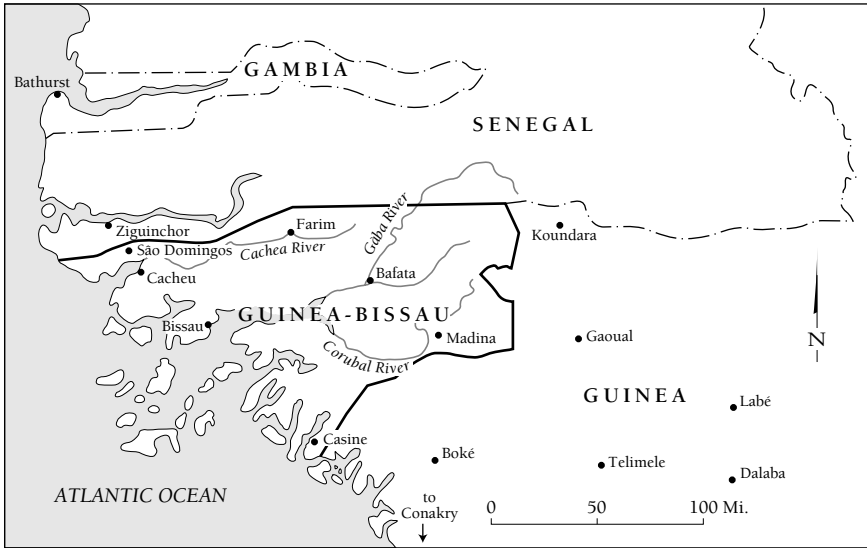 GAMBIA
Bathurst
SENEGAL
Gaba River
Ziguinchor
Farim
Koundara
São Domingos
Cachea River
Cacheu
Bafata
Bissau
GUINEA-BISSAU
Madina
Gaoual
N
Corubal River
GUINEA
Labé
Casine
Boké
Telimele
Dalaba
ATLANTIC OCEAN
to
Conakry
0 50 100 Mi.